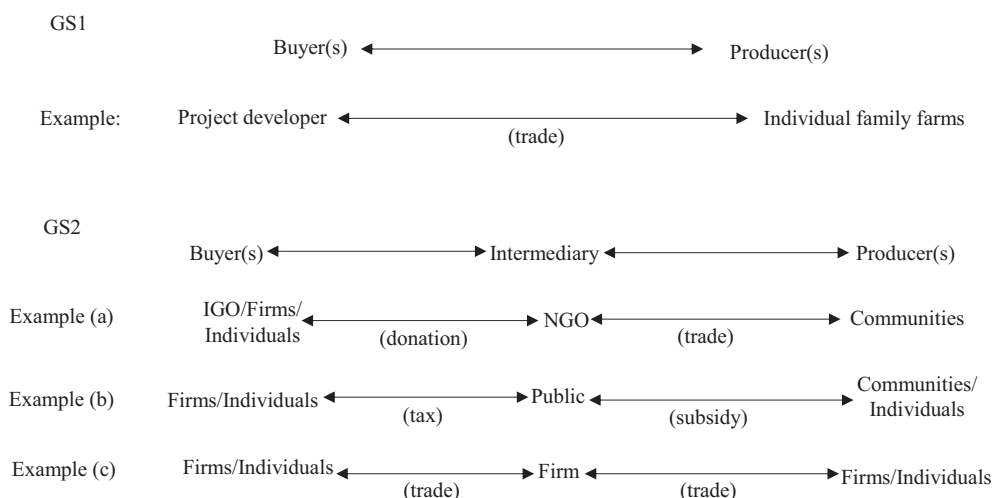 GS1
Buyer(s) Producer(s)
Example: Project developer (trade) Individual family farms
GS2
Buyer(s) Intermediary Producer(s)
Example (a) IGO/Firms/
Individuals (donation) NGO (trade) Communities
Example (b) Firms/Individuals (tax) Public (subsidy) Communities/
Individuals
Example (c) Firms/Individuals (trade) Firm (trade) Firms/Individuals